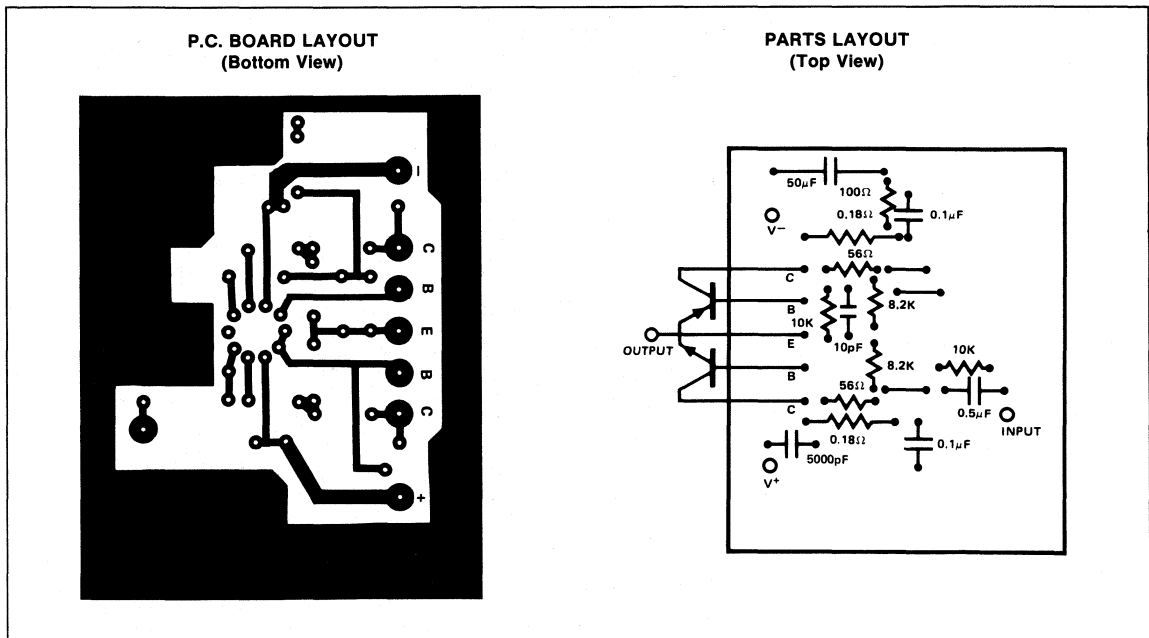 P.C. BOARD LAYOUT
(Bottom View)
–
C
B
E
B
C
+
PARTS LAYOUT
(Top View)
50μF
100Ω
0.18Ω
0.1μF
V–
56Ω
C
B
10K
8.2K
10pF
E
OUTPUT
B
8.2K
10K
56Ω
C
0.5μF
INPUT
0.18Ω
0.1μF
5000pF
V+